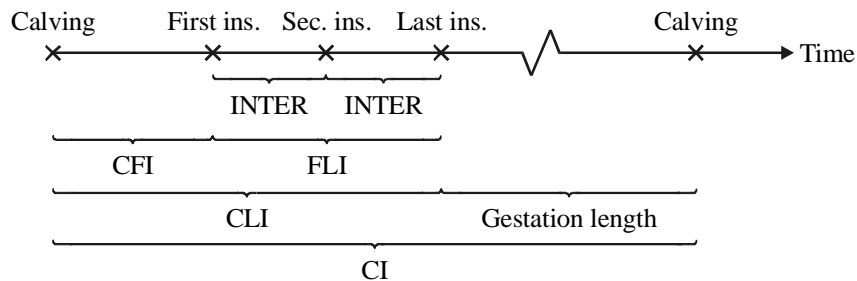 Calving First ins. Sec. ins. Last ins. Calving
Time
INTER INTER
CFI FLI
CLI Gestation length
CI